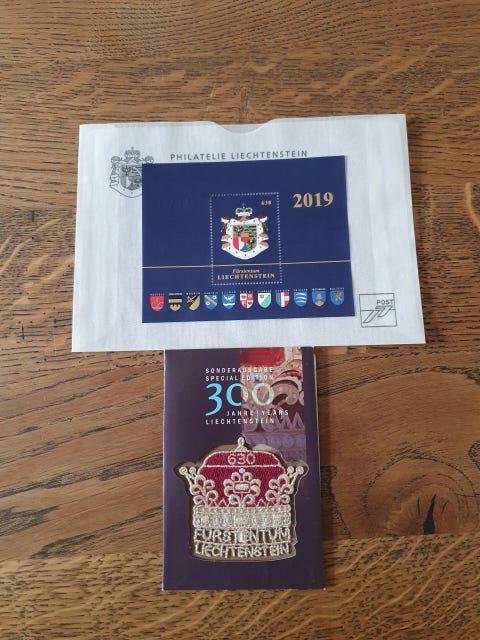 PHILATELIE LIECHTENSTEIN
2019
630
Fürstentum
LIECHTENSTEIN
POST
SONDERAUSGABE
SPECIAL EDITION
300
JAHRE | YEARS
LIECHTENSTEIN
630
FÜRSTENTUM
LIECHTENSTEIN